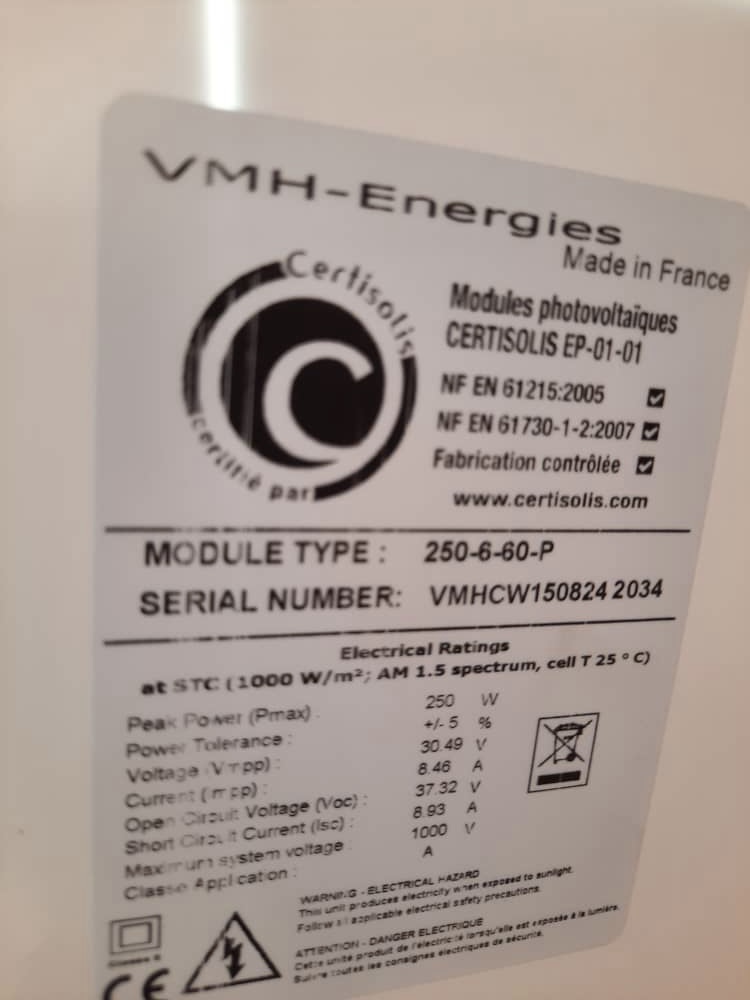 VMH-Energies
Made in France
Certisolis
certifié par
Modules photovoltaïques
CERTISOLIS EP-01-01
NF EN 61215:2005
NF EN 61730-1-2:2007
Fabrication contrôlée
www.certisolis.com
MODULE TYPE : 250-6-60-P
SERIAL NUMBER: VMHCW150824 2034
Electrical Ratings
at STC (1000 W/m²; AM 1.5 spectrum, cell T 25 ° C)
Peak Power (Pmax) : 250 W
Power Tolerance : +/- 5 %
Voltage (Vmpp) : 30.49 V
Current (mpp) : 8.46 A
Open Circuit Voltage (Voc) : 37.32 V
Short Circuit Current (Isc) : 8.93 A
Maximum system voltage 1000 V
Classe Application : A
WARNING - ELECTRICAL HAZARD
This unit produces electricity when exposed to sunlight.
Follow all applicable electrical safety precautions.
ATTENTION - DANGER ELECTRIQUE
Cette unité produit de l'électricité lorsqu'elle est exposée à la lumière.
Suivre toutes les consignes électriques de sécurité.
CE